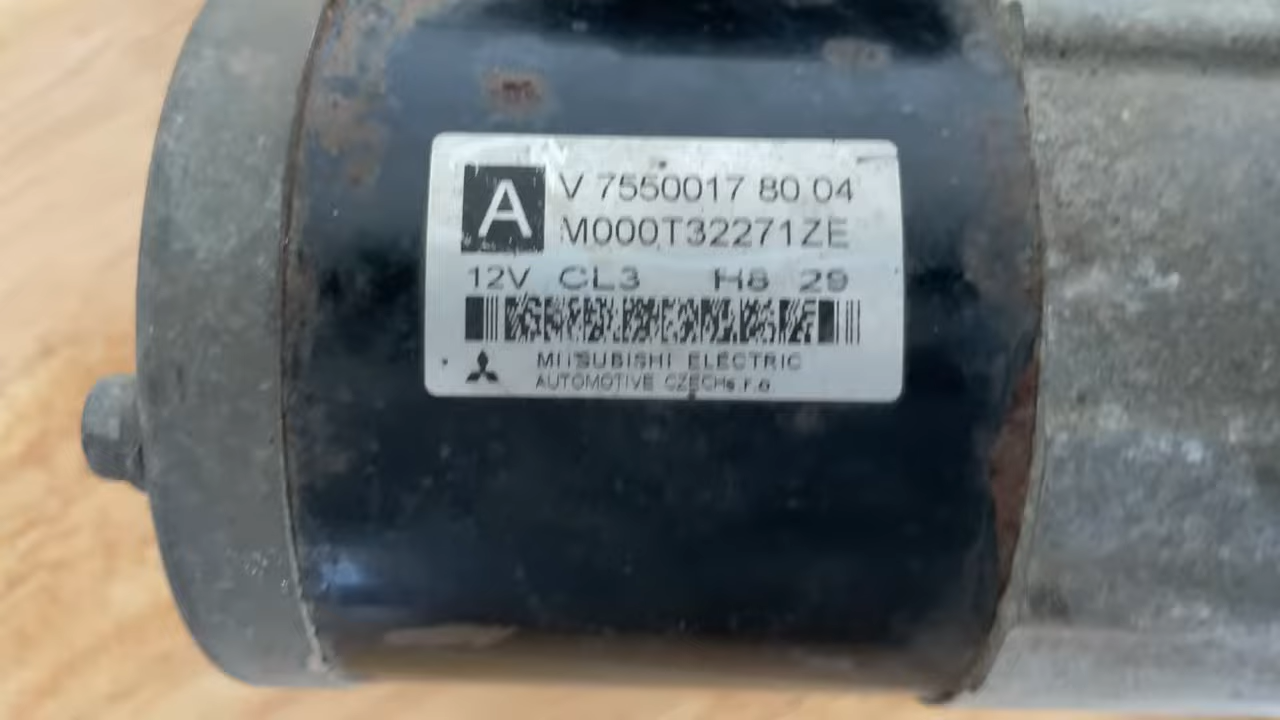 A
V 7550017 80 04
M000T32271ZE
12V CL3 H8 29
MITSUBISHI ELECTRIC
AUTOMOTIVE CZECH s.r.o